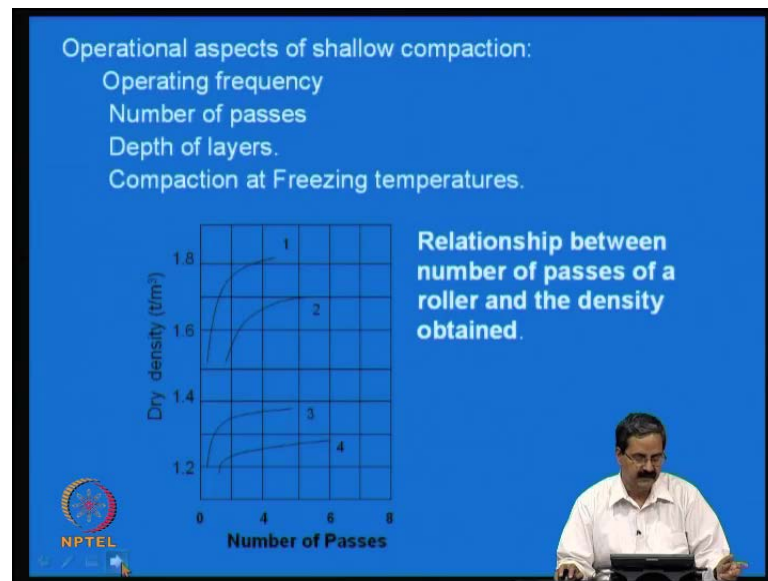 Operational aspects of shallow compaction:
Operating frequency
Number of passes
Depth of layers.
Compaction at Freezing temperatures.
Relationship between
number of passes of a
roller and the density
obtained.
Dry density (t/m³)
1.8
1.6
1.4
1.2
1
2
3
4
0 4 6 8
Number of Passes
NPTEL